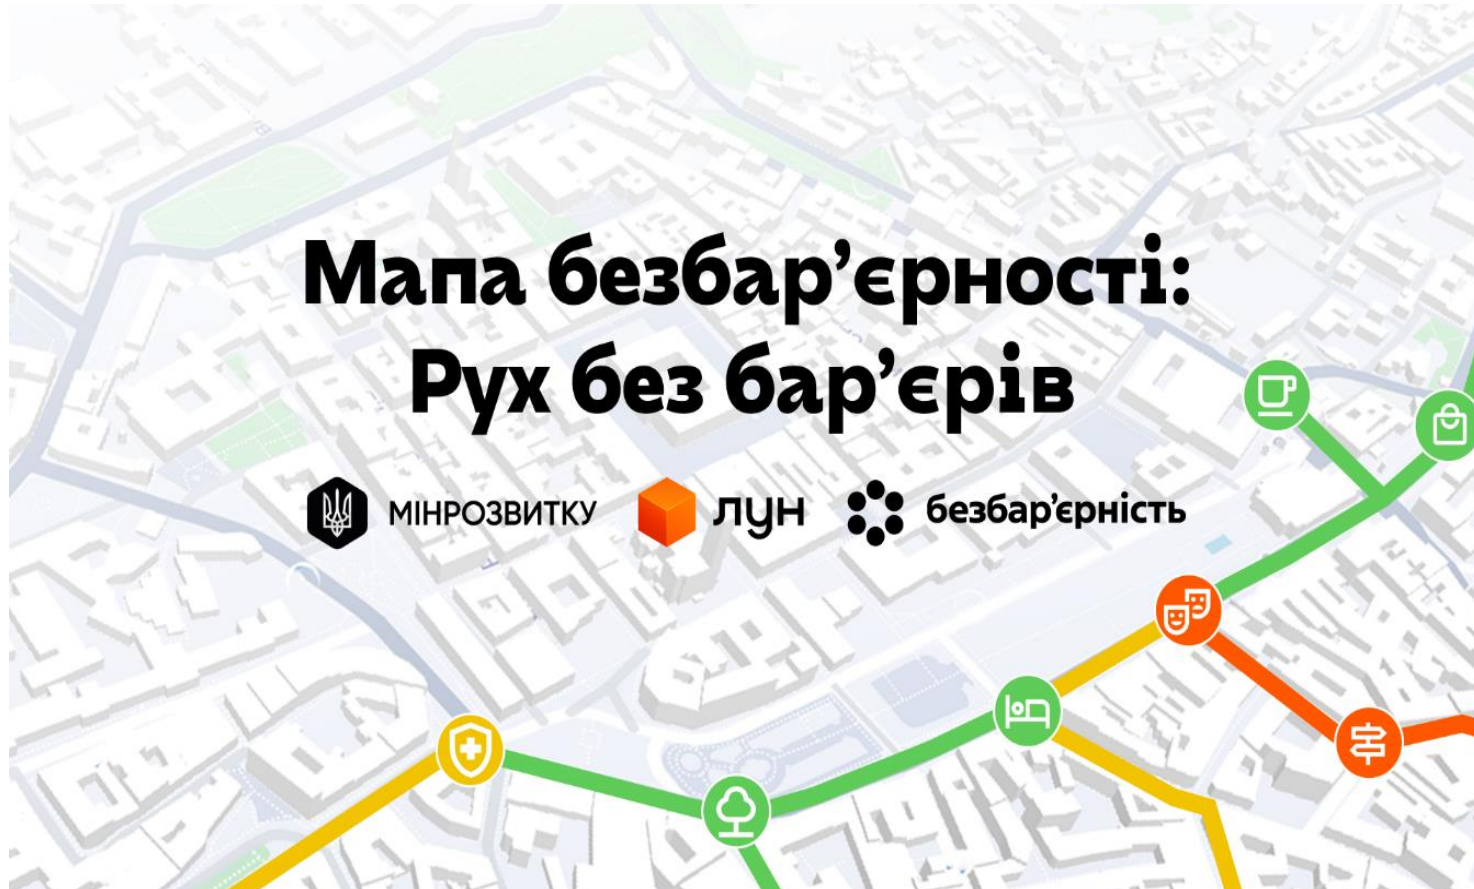 Мапа безбар’єрності:
Рух без бар’єрів
МІНРОЗВИТКУ
лун
безбар’єрність